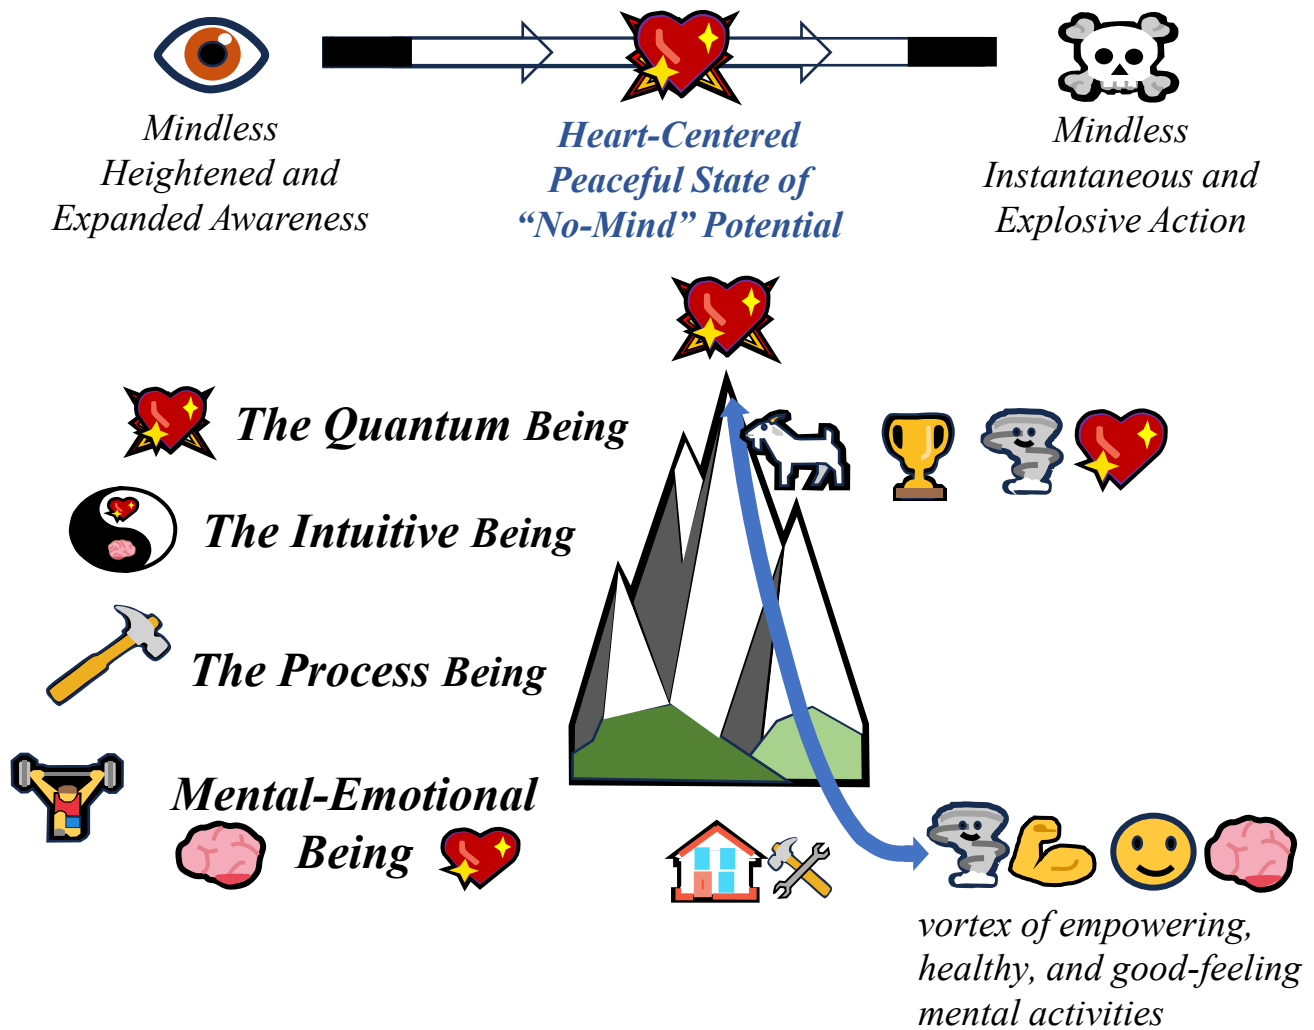 Mindless
Heightened and
Expanded Awareness
Heart-Centered
Peaceful State of
“No-Mind” Potential
Mindless
Instantaneous and
Explosive Action
The Quantum Being
The Intuitive Being
The Process Being
Mental-Emotional
Being
vortex of empowering,
healthy, and good-feeling
mental activities